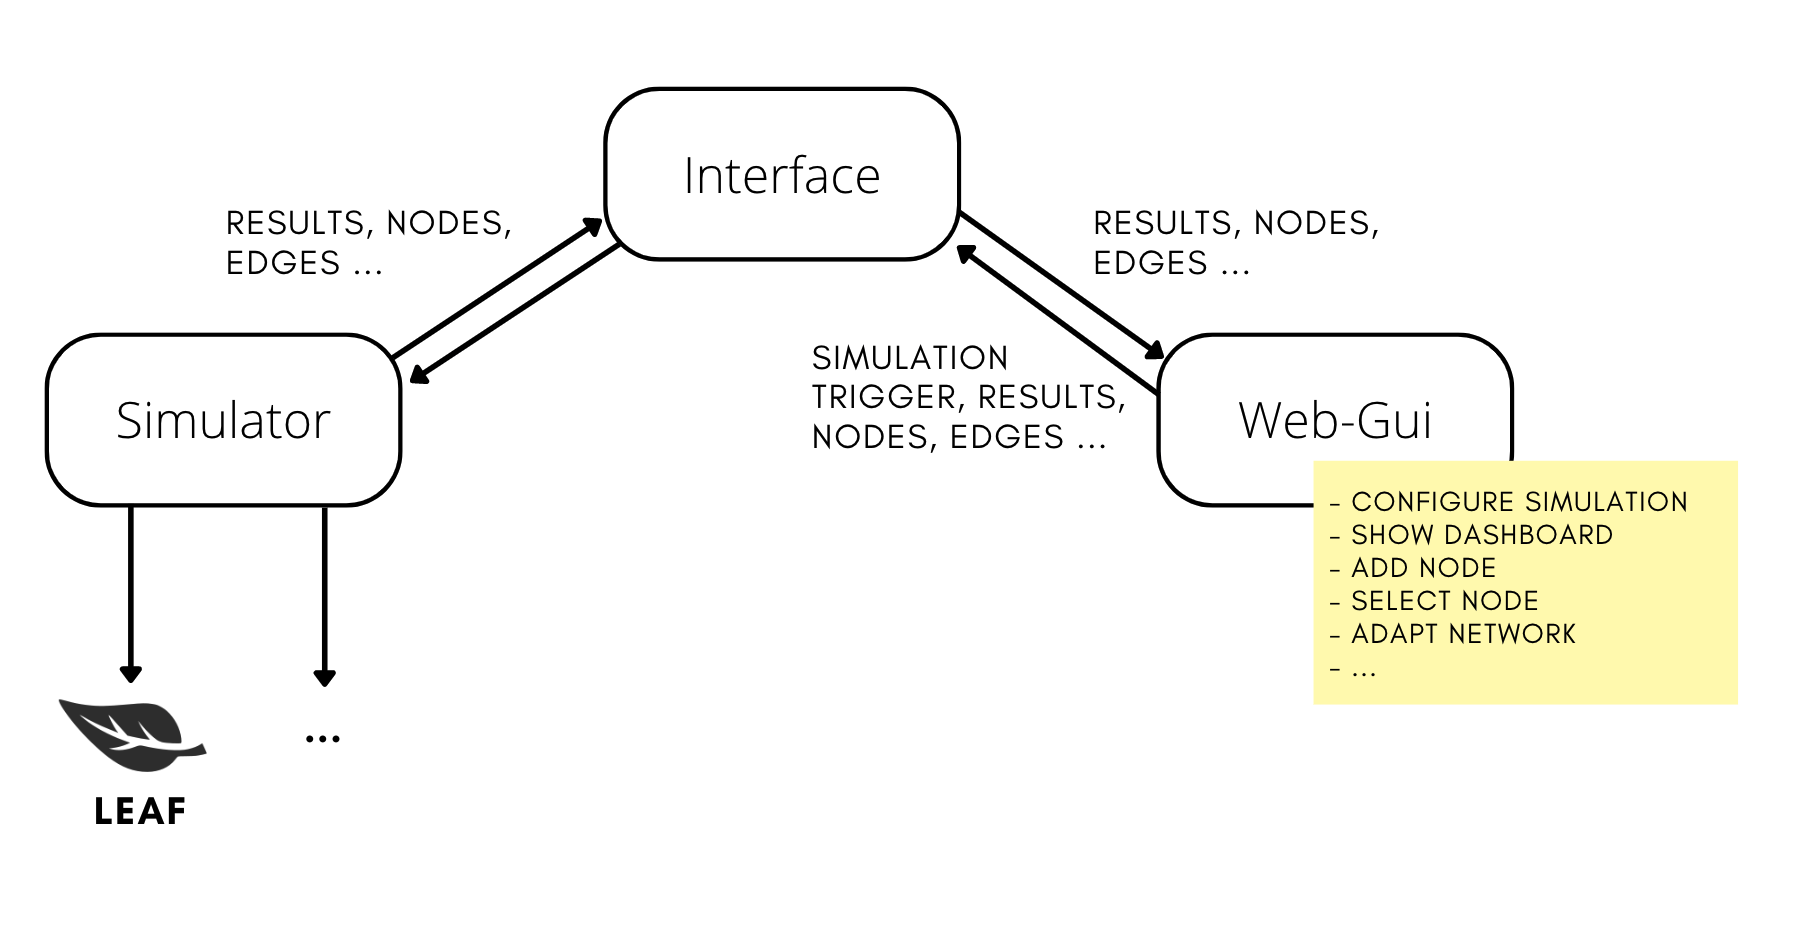 Interface
RESULTS, NODES,
EDGES ...
RESULTS, NODES,
EDGES ...
SIMULATION
TRIGGER, RESULTS,
NODES, EDGES ...
Simulator
Web-Gui
- CONFIGURE SIMULATION
- SHOW DASHBOARD
- ADD NODE
- SELECT NODE
- ADAPT NETWORK
- ...
...
LEAF